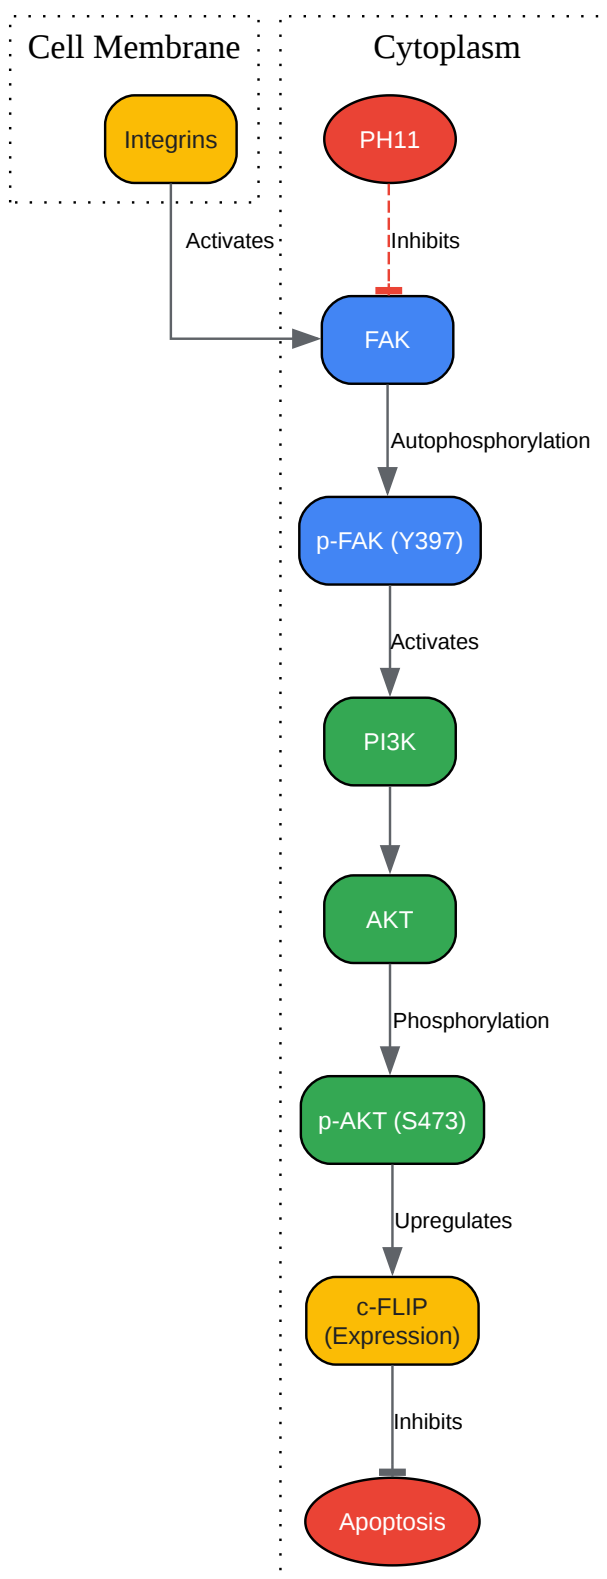 Cell Membrane
Cytoplasm
Integrins
PH11
Activates
Inhibits
FAK
Autophosphorylation
p-FAK (Y397)
Activates
PI3K
AKT
Phosphorylation
p-AKT (S473)
Upregulates
c-FLIP
(Expression)
Inhibits
Apoptosis